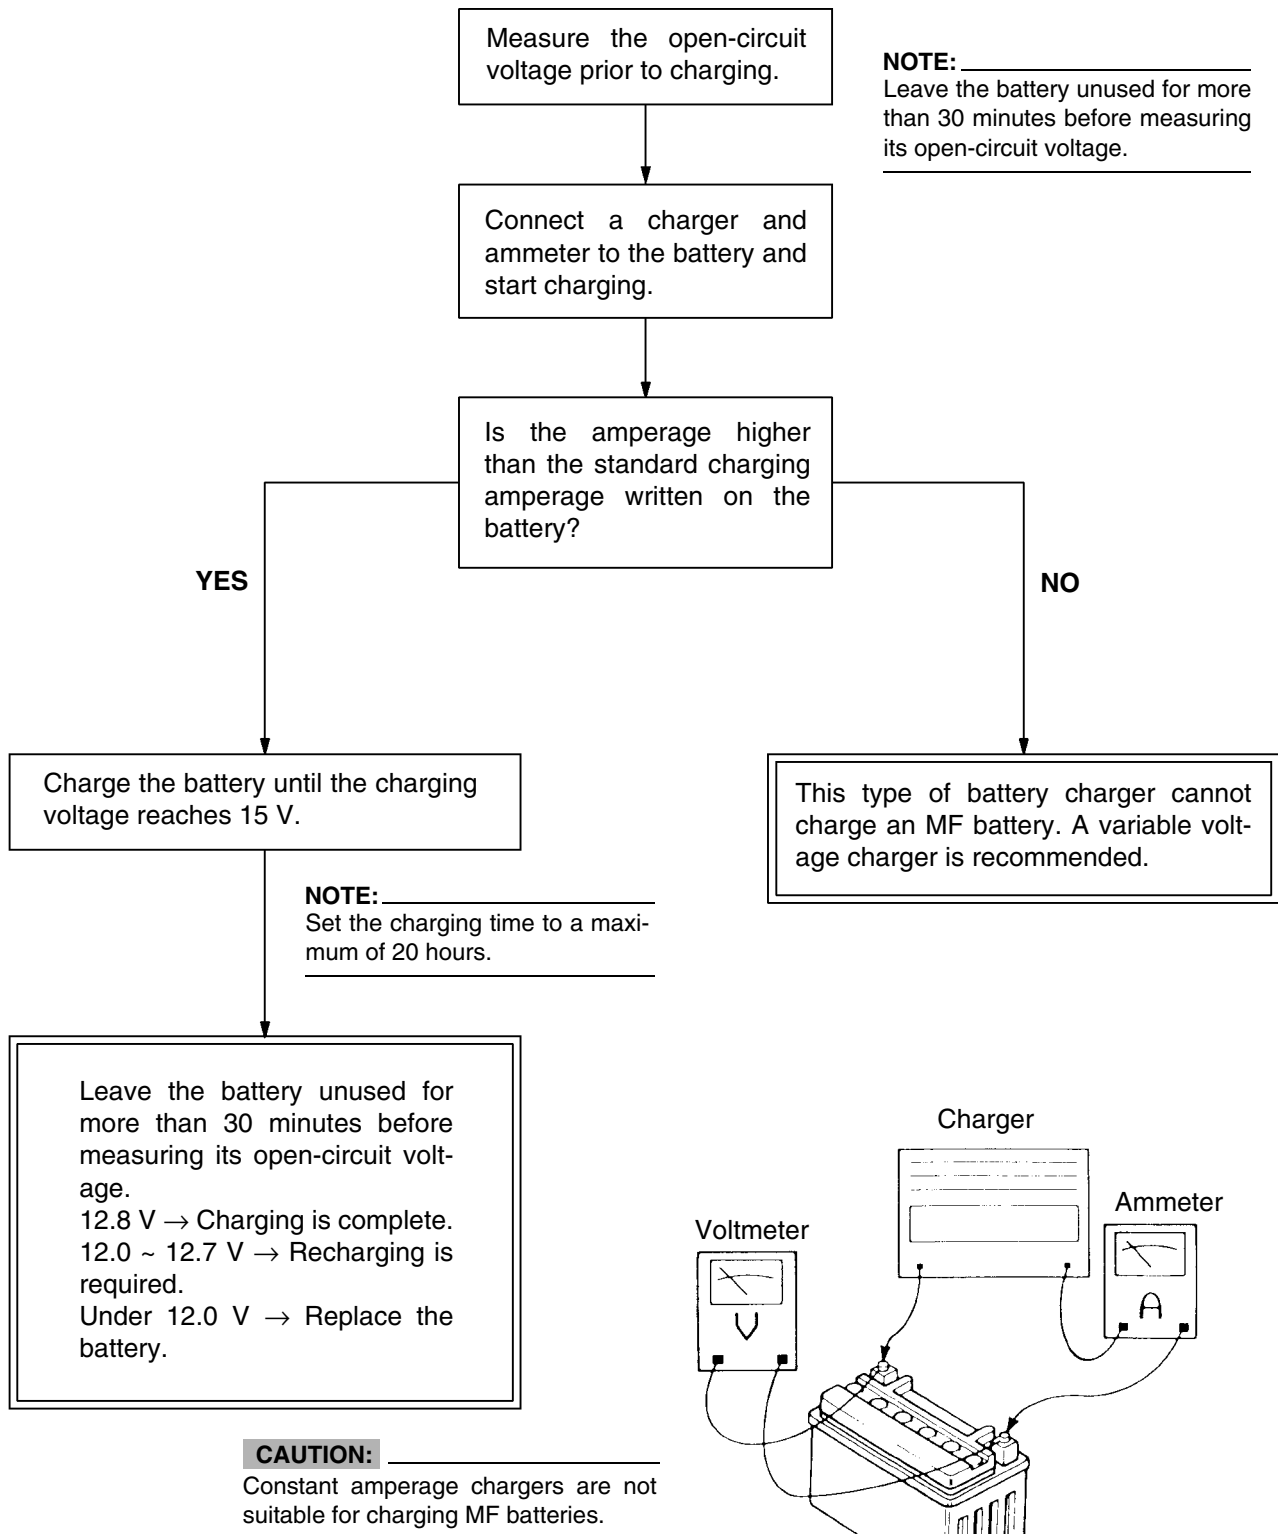 Measure the open-circuit
voltage prior to charging.
NOTE:
Leave the battery unused for more
than 30 minutes before measuring
its open-circuit voltage.
Connect a charger and
ammeter to the battery and
start charging.
Is the amperage higher
than the standard charging
amperage written on the
battery?
YES
NO
Charge the battery until the charging
voltage reaches 15 V.
This type of battery charger cannot
charge an MF battery. A variable volt-
age charger is recommended.
NOTE:
Set the charging time to a maxi-
mum of 20 hours.
Leave the battery unused for
more than 30 minutes before
measuring its open-circuit volt-
age.
12.8 V → Charging is complete.
12.0 ~ 12.7 V → Recharging is
required.
Under 12.0 V → Replace the
battery.
Charger
Ammeter
Voltmeter
V
A
CAUTION:
Constant amperage chargers are not
suitable for charging MF batteries.